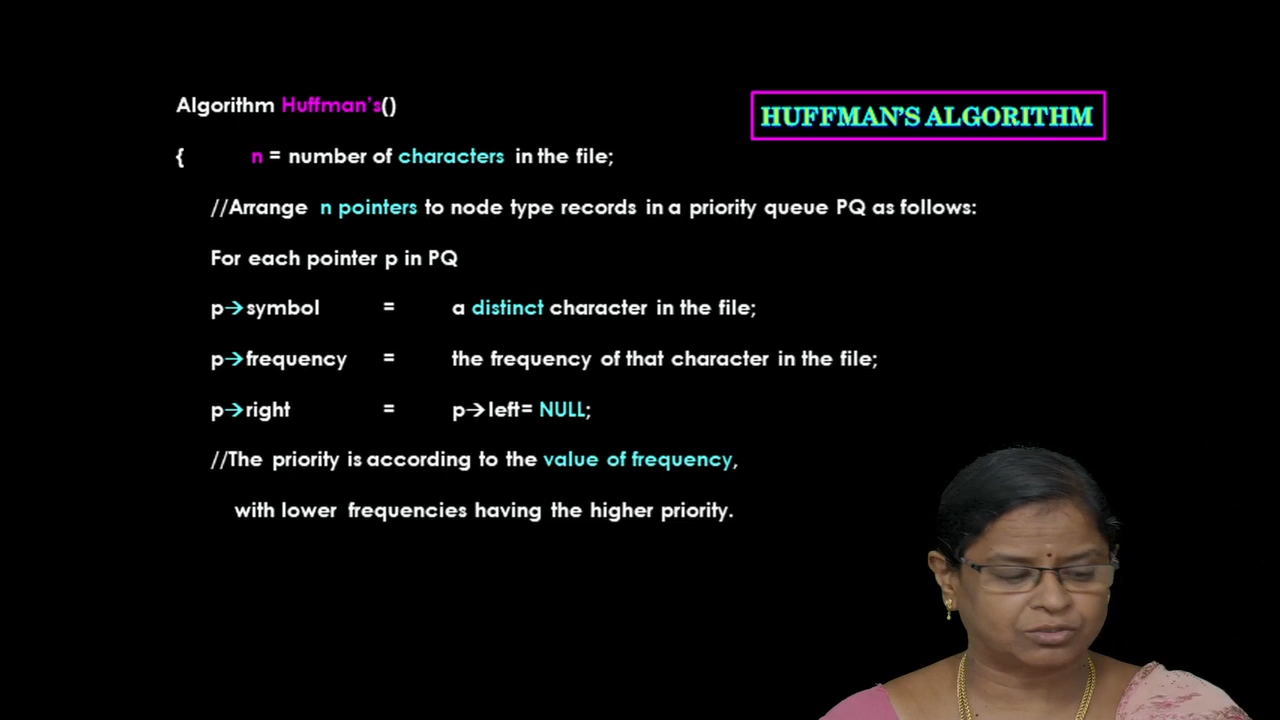 HUFFMAN'S ALGORITHM
Algorithm Huffman's()
{ n = number of characters in the file;
//Arrange n pointers to node type records in a priority queue PQ as follows:
For each pointer p in PQ
p→symbol = a distinct character in the file;
p→frequency = the frequency of that character in the file;
p→right = p→left= NULL;
//The priority is according to the value of frequency,
with lower frequencies having the higher priority.